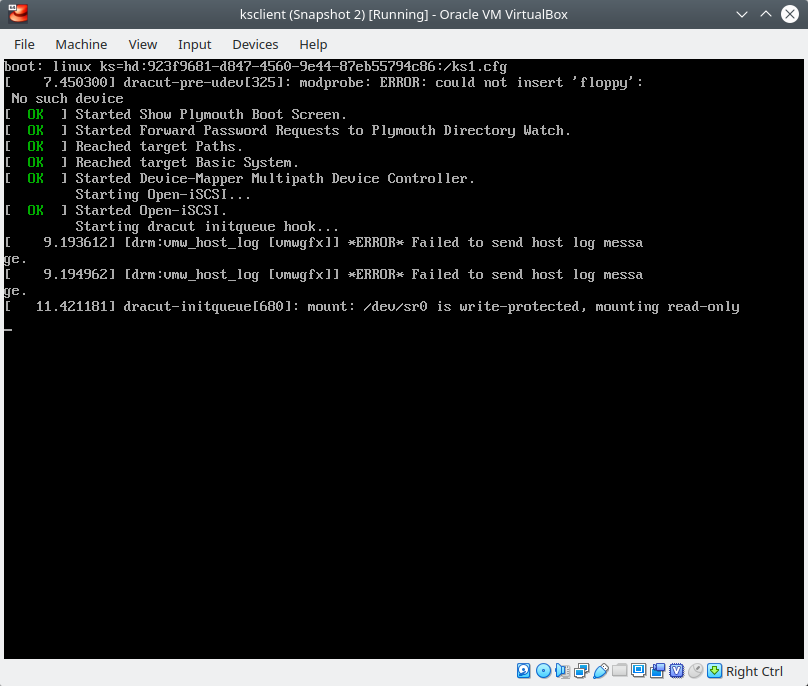 ksclient (Snapshot 2) [Running] - Oracle VM VirtualBox
File Machine View Input Devices Help
boot: linux ks=hd:923f9681-d847-4560-9e44-87eb55794c86:/ks1.cfg
[    7.450300] dracut-pre-udev[325]: modprobe: ERROR: could not insert 'floppy':
 No such device
[  OK  ] Started Show Plymouth Boot Screen.
[  OK  ] Started Forward Password Requests to Plymouth Directory Watch.
[  OK  ] Reached target Paths.
[  OK  ] Reached target Basic System.
[  OK  ] Started Device-Mapper Multipath Device Controller.
         Starting Open-iSCSI...
[  OK  ] Started Open-iSCSI.
         Starting dracut initqueue hook...
[    9.193612] [drm:vmw_host_log [vmwgfx]] *ERROR* Failed to send host log messa
ge.
[    9.194962] [drm:vmw_host_log [vmwgfx]] *ERROR* Failed to send host log messa
ge.
[   11.421181] dracut-initqueue[680]: mount: /dev/sr0 is write-protected, mounting read-only
Right Ctrl